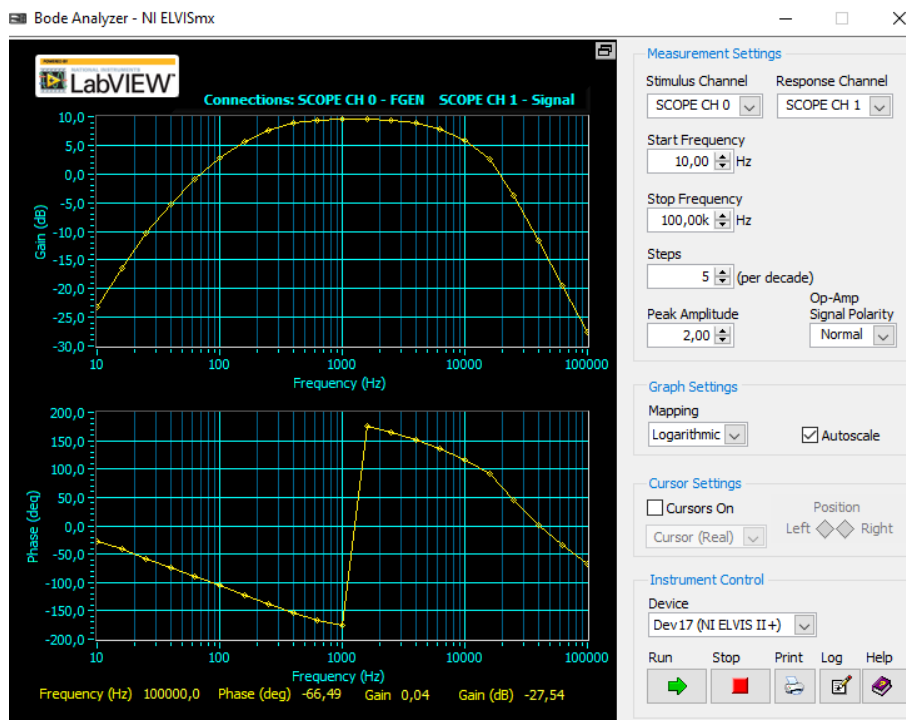 Bode Analyzer - NI ELVISmx
POWERED BY
NATIONAL INSTRUMENTS
LabVIEW™
Connections: SCOPE CH 0 - FGEN SCOPE CH 1 - Signal
10,0
5,0
0,0
-5,0
-10,0
-15,0
-20,0
-25,0
-30,0
Gain (dB)
10 100 1000 10000 100000
Frequency (Hz)
200,0
150,0
100,0
50,0
0,0
-50,0
-100,0
-150,0
-200,0
Phase (deg)
10 100 1000 10000 100000
Frequency (Hz)
Frequency (Hz) 100000,0 Phase (deg) -66,49 Gain 0,04 Gain (dB) -27,54
Measurement Settings
Stimulus Channel Response Channel
SCOPE CH 0 SCOPE CH 1
Start Frequency
10,00 Hz
Stop Frequency
100,00k Hz
Steps
5 (per decade)
Peak Amplitude Op-Amp Signal Polarity
2,00 Normal
Graph Settings
Mapping
Logarithmic Autoscale
Cursor Settings
Cursors On Position
Cursor (Real) Left Right
Instrument Control
Device
Dev17 (NI ELVIS II+)
Run Stop Print Log Help